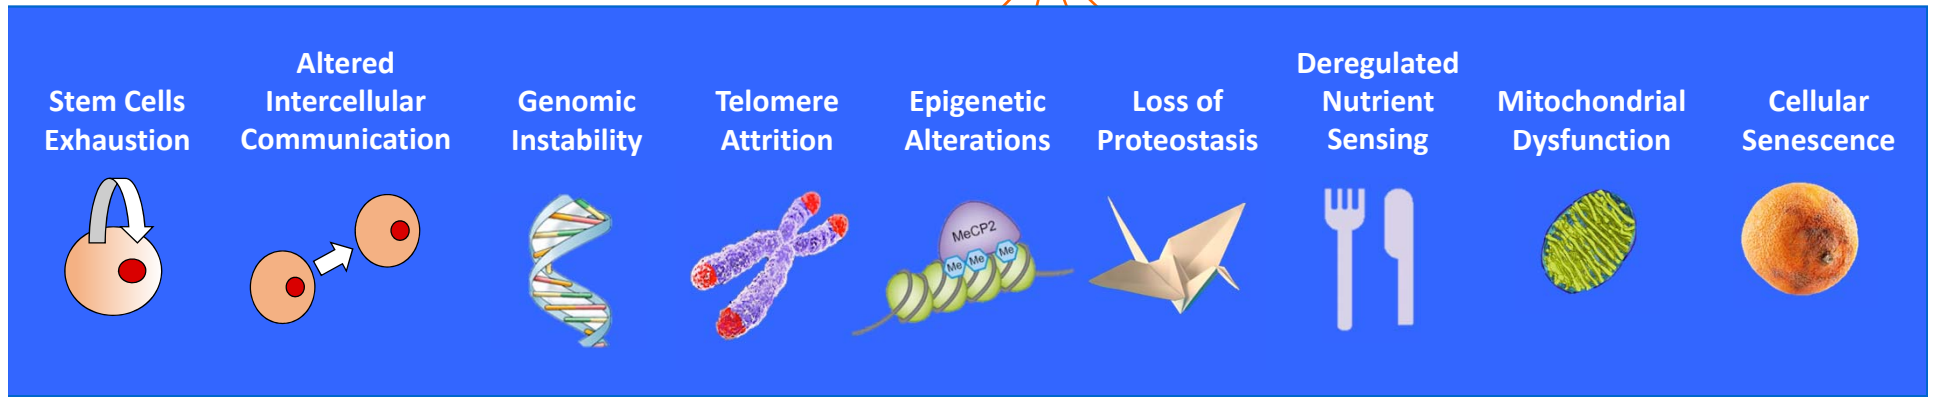 Stem Cells
Exhaustion
Altered
Intercellular
Communication
Genomic
Instability
Telomere
Attrition
Epigenetic
Alterations
Loss of
Proteostasis
Deregulated
Nutrient
Sensing
Mitochondrial
Dysfunction
Cellular
Senescence
MeCP2
Me
Me
Me